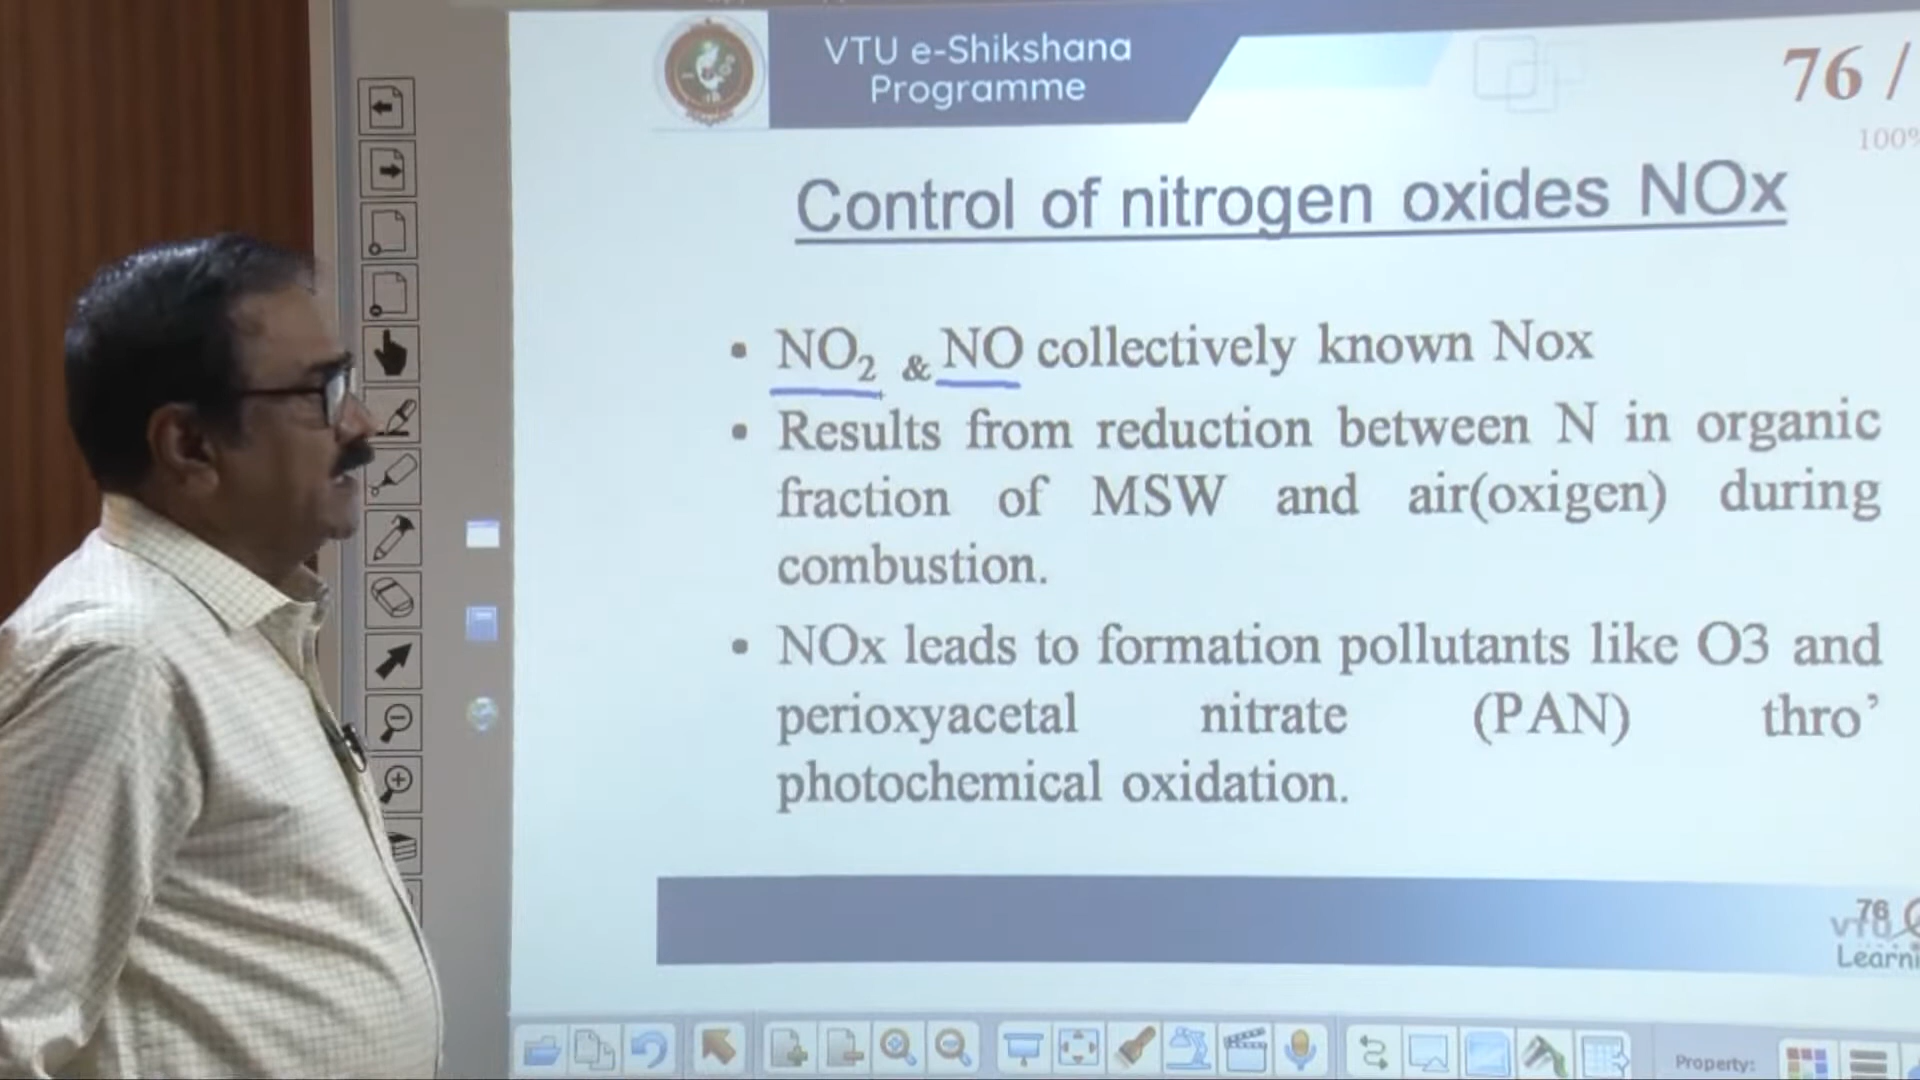 VTU e-Shikshana
Programme
76 /
100%
Control of nitrogen oxides NOx
• NO₂ & NO collectively known Nox
• Results from reduction between N in organic
fraction of MSW and air(oxigen) during
combustion.
• NOx leads to formation pollutants like O3 and
perioxyacetal nitrate (PAN) thro’
photochemical oxidation.
76
VTU
Learni
Property: